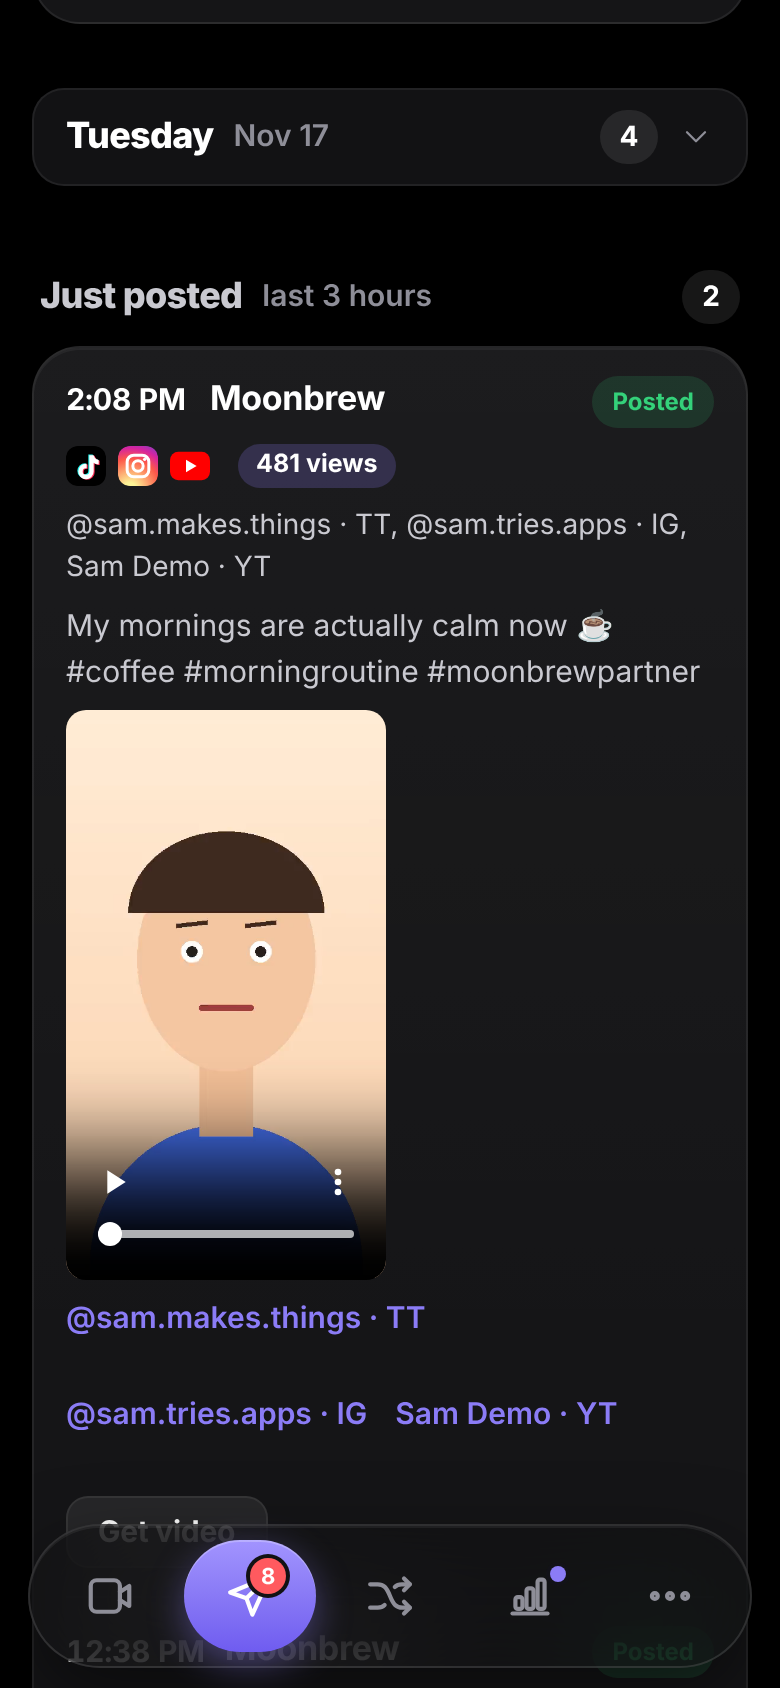 Tuesday Nov 17 4
Just posted last 3 hours 2
2:08 PM Moonbrew Posted
481 views
@sam.makes.things · TT, @sam.tries.apps · IG,
Sam Demo · YT
My mornings are actually calm now ☕
#coffee #morningroutine #moonbrewpartner
@sam.makes.things · TT
@sam.tries.apps · IG Sam Demo · YT
Get video
8
12:38 PM Moonbrew Posted